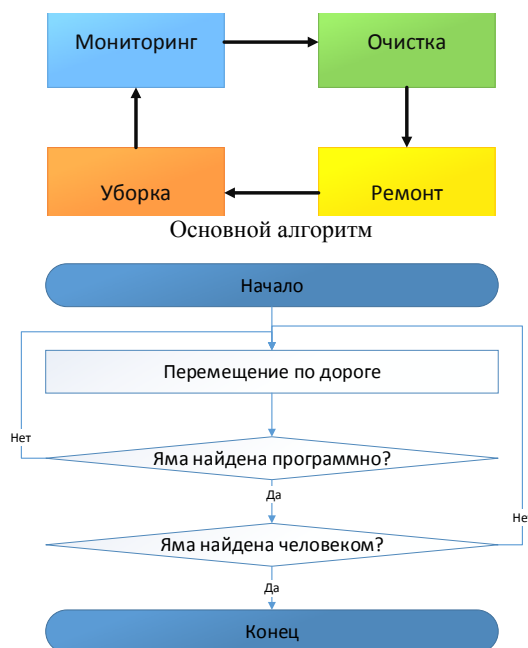 Мониторинг
Очистка
Уборка
Ремонт
Основной алгоритм
Начало
Перемещение по дороге
Нет
Яма найдена программно?
Да
Нет
Яма найдена человеком?
Да
Конец